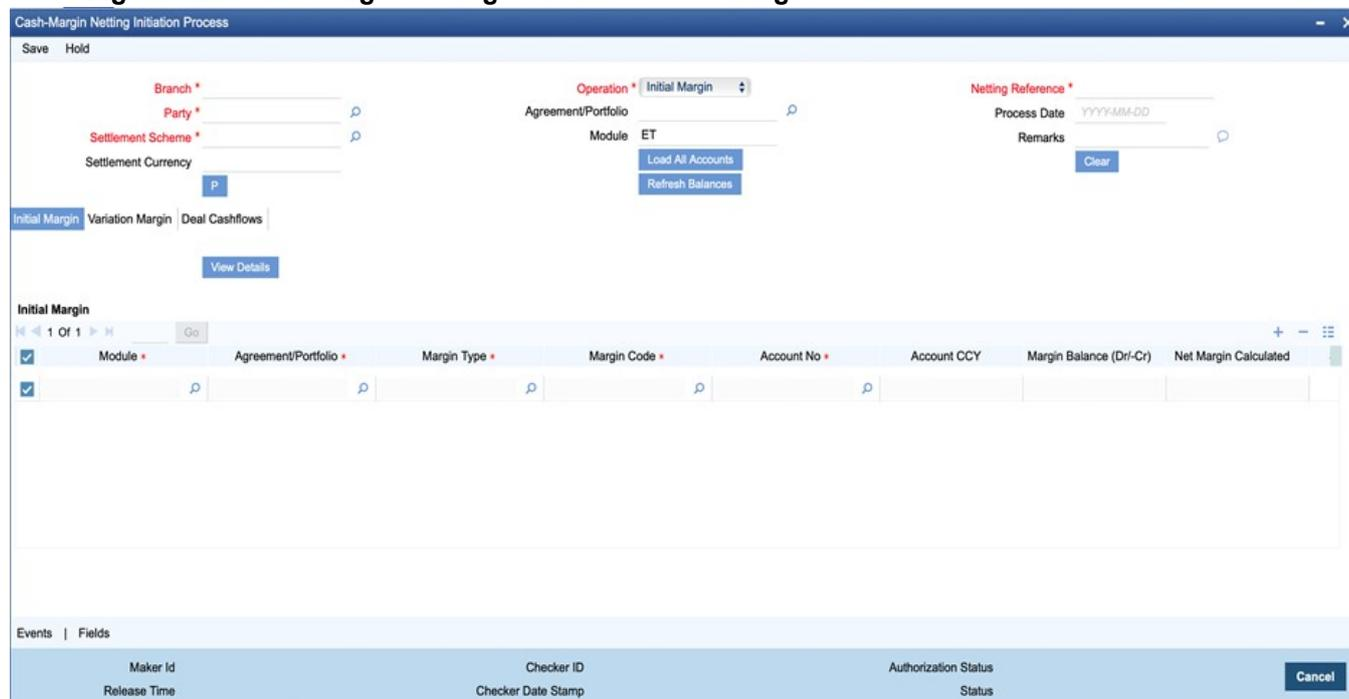 Cash-Margin Netting Initiation Process
Save Hold
Branch * Operation * Initial Margin Netting Reference *
Party * Agreement/Portfolio Process Date YYYY-MM-DD
Settlement Scheme * Module ET Remarks
Settlement Currency Load All Accounts Clear
P Refresh Balances
Initial Margin Variation Margin Deal Cashflows
View Details
Initial Margin
1 Of 1 Go
Module * Agreement/Portfolio * Margin Type * Margin Code * Account No * Account CCY Margin Balance (Dr/-Cr) Net Margin Calculated
Events | Fields
Maker Id Checker ID Authorization Status
Cancel
Release Time Checker Date Stamp Status